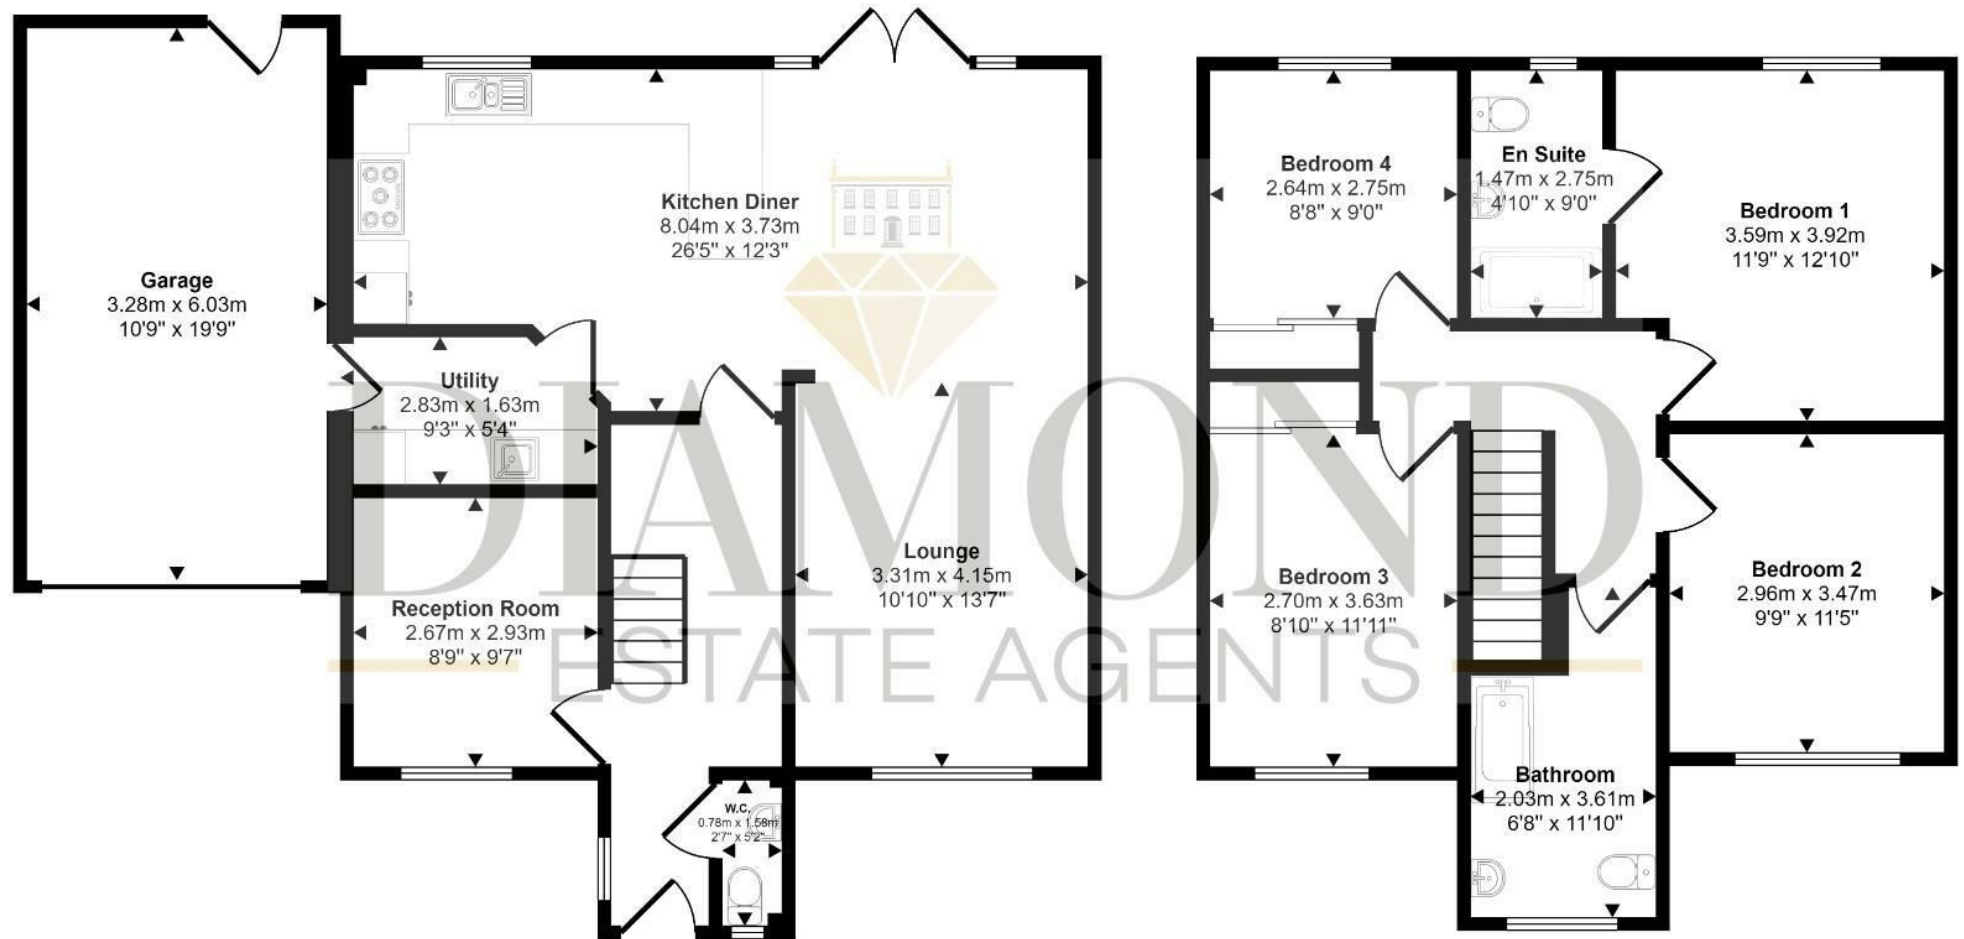 Garage
3.28m x 6.03m
10'9" x 19'9"
Kitchen Diner
8.04m x 3.73m
26'5" x 12'3"
Utility
2.83m x 1.63m
9'3" x 5'4"
Reception Room
2.67m x 2.93m
8'9" x 9'7"
Lounge
3.31m x 4.15m
10'10" x 13'7"
W.C.
0.78m x 1.58m
2'7" x 5'2"
Bedroom 4
2.64m x 2.75m
8'8" x 9'0"
En Suite
1.47m x 2.75m
4'10" x 9'0"
Bedroom 1
3.59m x 3.92m
11'9" x 12'10"
Bedroom 3
2.70m x 3.63m
8'10" x 11'11"
Bedroom 2
2.96m x 3.47m
9'9" x 11'5"
Bathroom
2.03m x 3.61m
6'8" x 11'10"
DIAMOND
ESTATE AGENTS